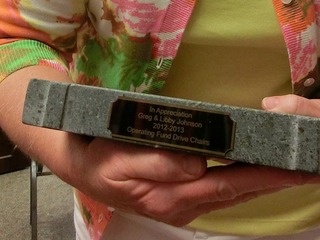 In Appreciation
Greg & Libby Johnson
2012-2013
Operating Fund Drive Chairs